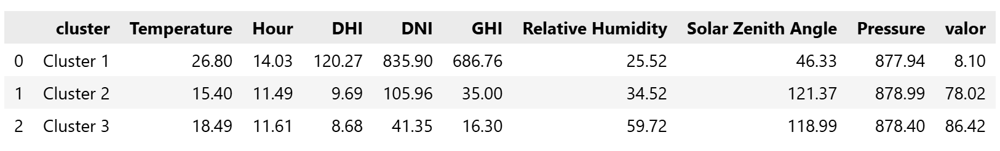 cluster Temperature Hour DHI DNI GHI Relative Humidity Solar Zenith Angle Pressure valor
0 Cluster 1 26.80 14.03 120.27 835.90 686.76 25.52 46.33 877.94 8.10
1 Cluster 2 15.40 11.49 9.69 105.96 35.00 34.52 121.37 878.99 78.02
2 Cluster 3 18.49 11.61 8.68 41.35 16.30 59.72 118.99 878.40 86.42